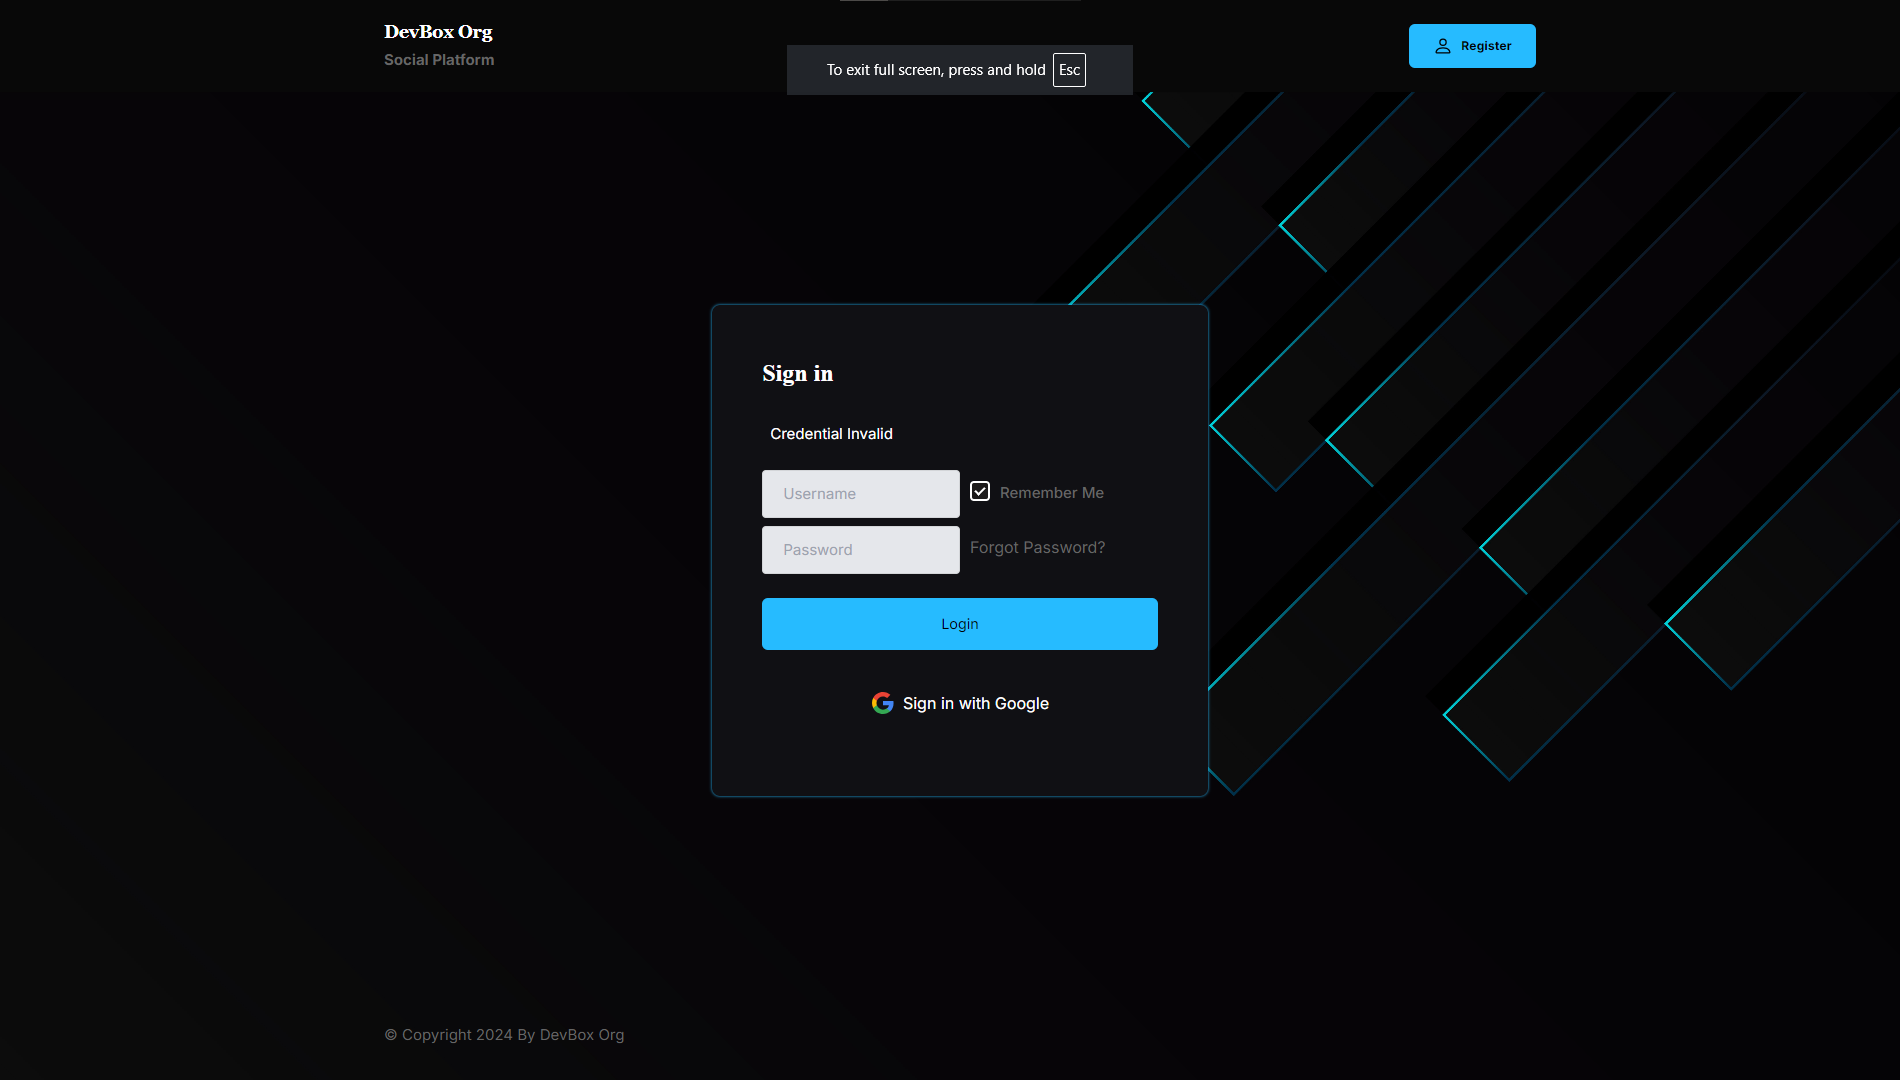 DevBox Org
Social Platform
To exit full screen, press and hold Esc
Register
Sign in
Credential Invalid
Username
Remember Me
Password
Forgot Password?
Login
Sign in with Google
© Copyright 2024 By DevBox Org